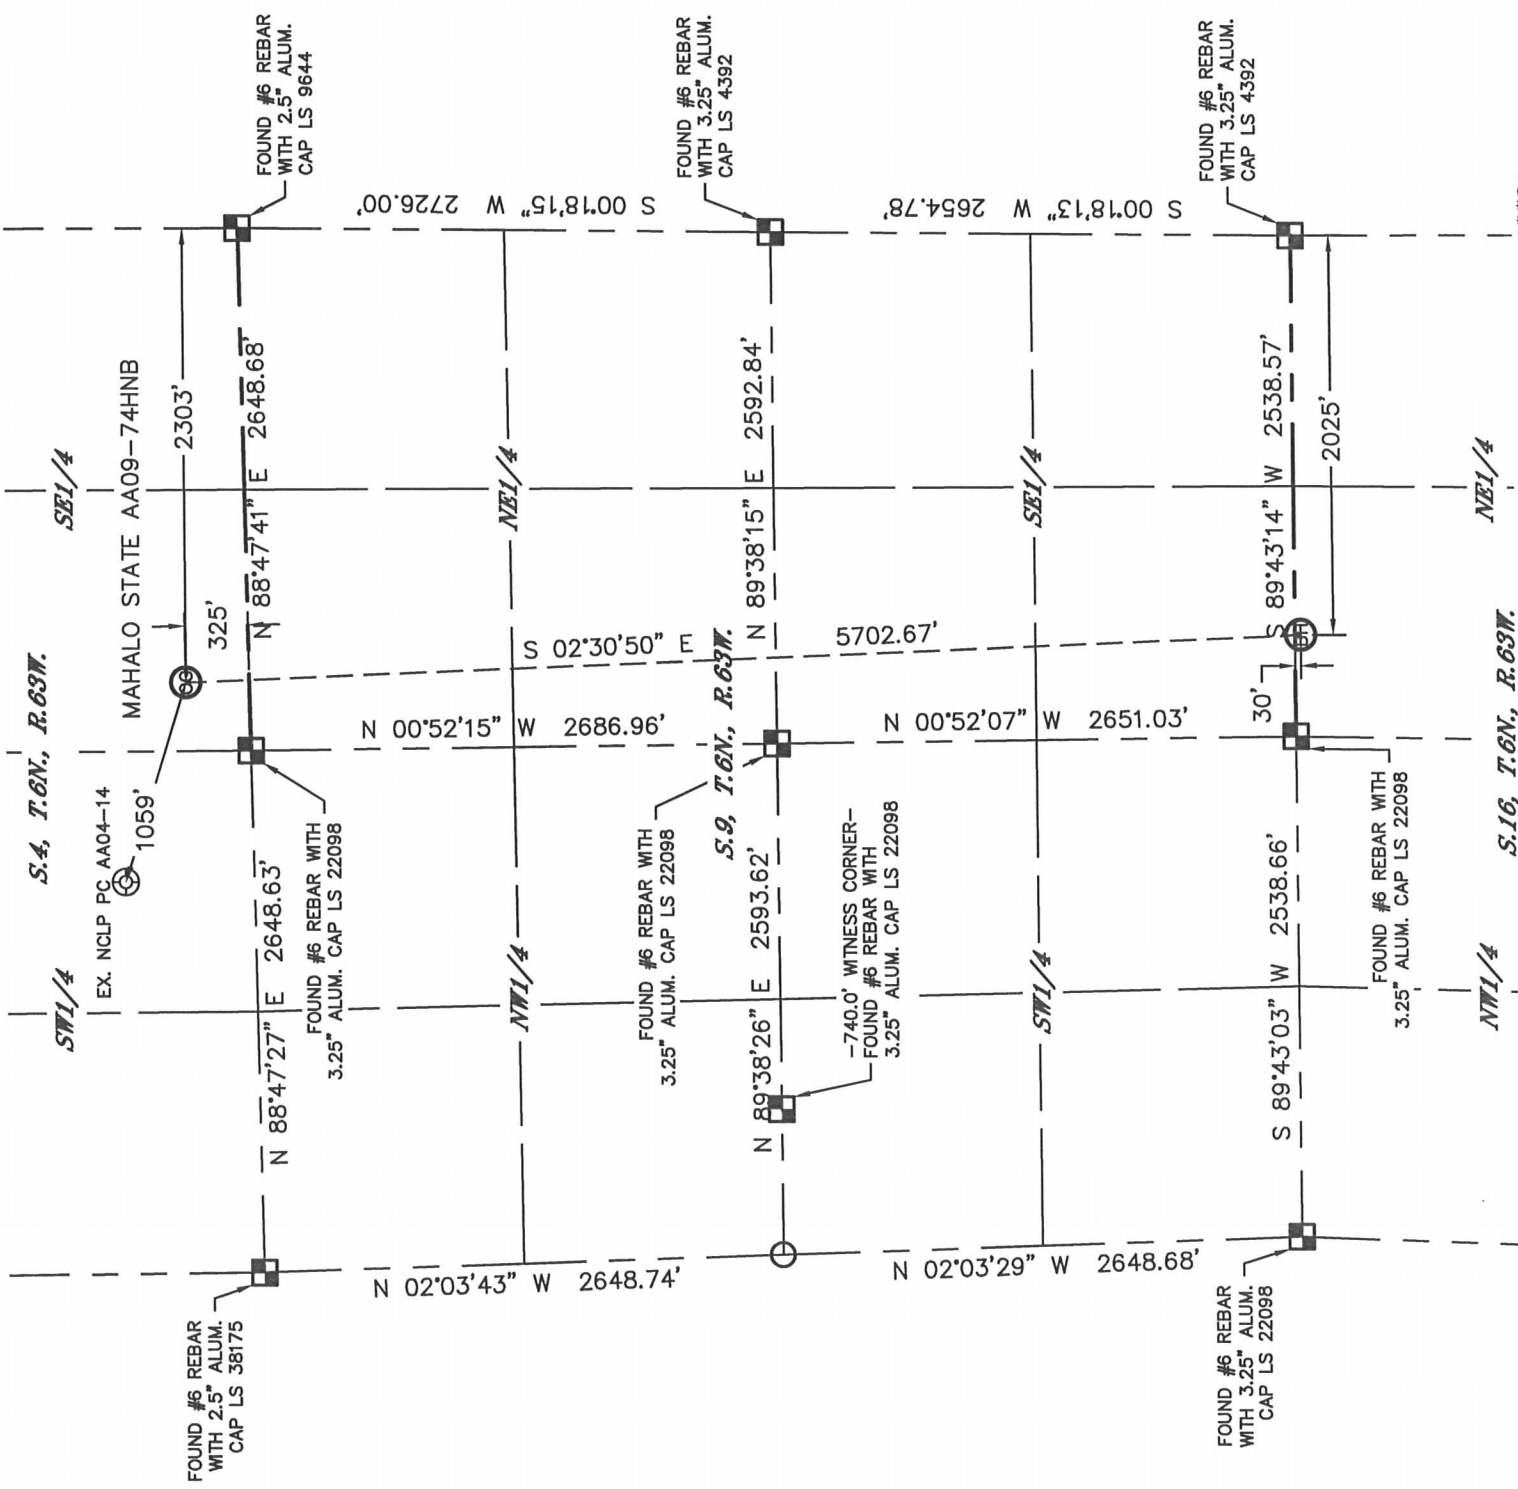 FOUND #6 REBAR
WITH 2.5" ALUM.
CAP LS 9644
FOUND #6 REBAR
WITH 3.25" ALUM.
CAP LS 4392
FOUND #6 REBAR
WITH 3.25" ALUM.
CAP LS 4392
S 00°18'15" W 2726.00'
S 00°18'13" W 2654.78'
2303'
MAHALO STATE AA09-74HNB
N 88°47'41" E 2648.68'
N 89°38'15" E 2592.84'
S 89°43'14" W 2538.57'
2025'
SE1/4
NE1/4
SE1/4
NE1/4
325'
S 02°30'50" E 5702.67'
30'
S.4, T.6N., R.63W.
S.9, T.6N., R.63W.
S.16, T.6N., R.63W.
N 00°52'15" W 2686.96'
N 00°52'07" W 2651.03'
EX. NCLP PC AA04-14
1059'
FOUND #6 REBAR WITH
3.25" ALUM. CAP LS 22098
FOUND #6 REBAR WITH
3.25" ALUM. CAP LS 22098
-740.0' WITNESS CORNER-
FOUND #6 REBAR WITH
3.25" ALUM. CAP LS 22098
FOUND #6 REBAR WITH
3.25" ALUM. CAP LS 22098
N 88°47'27" E 2648.63'
N 89°38'26" E 2593.62'
S 89°43'03" W 2538.66'
SW1/4
NW1/4
SW1/4
NW1/4
N 02°03'43" W 2648.74'
N 02°03'29" W 2648.68'
FOUND #6 REBAR
WITH 2.5" ALUM.
CAP LS 38175
FOUND #6 REBAR
WITH 3.25" ALUM.
CAP LS 22098